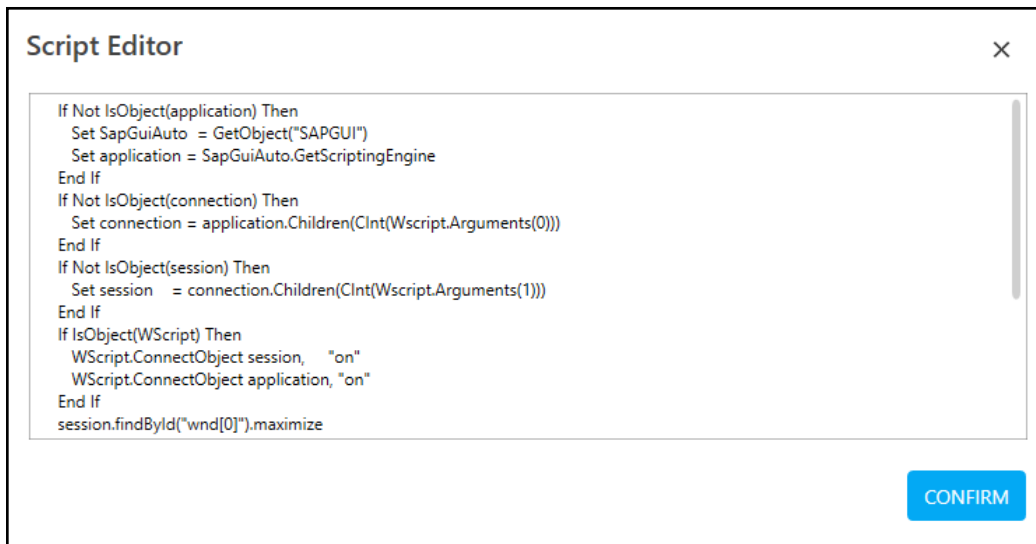 Script Editor
If Not IsObject(application) Then
   Set SapGuiAuto  = GetObject("SAPGUI")
   Set application = SapGuiAuto.GetScriptingEngine
End If
If Not IsObject(connection) Then
   Set connection = application.Children(CInt(Wscript.Arguments(0)))
End If
If Not IsObject(session) Then
   Set session    = connection.Children(CInt(Wscript.Arguments(1)))
End If
If IsObject(WScript) Then
   WScript.ConnectObject session,     "on"
   WScript.ConnectObject application, "on"
End If
session.findById("wnd[0]").maximize
CONFIRM